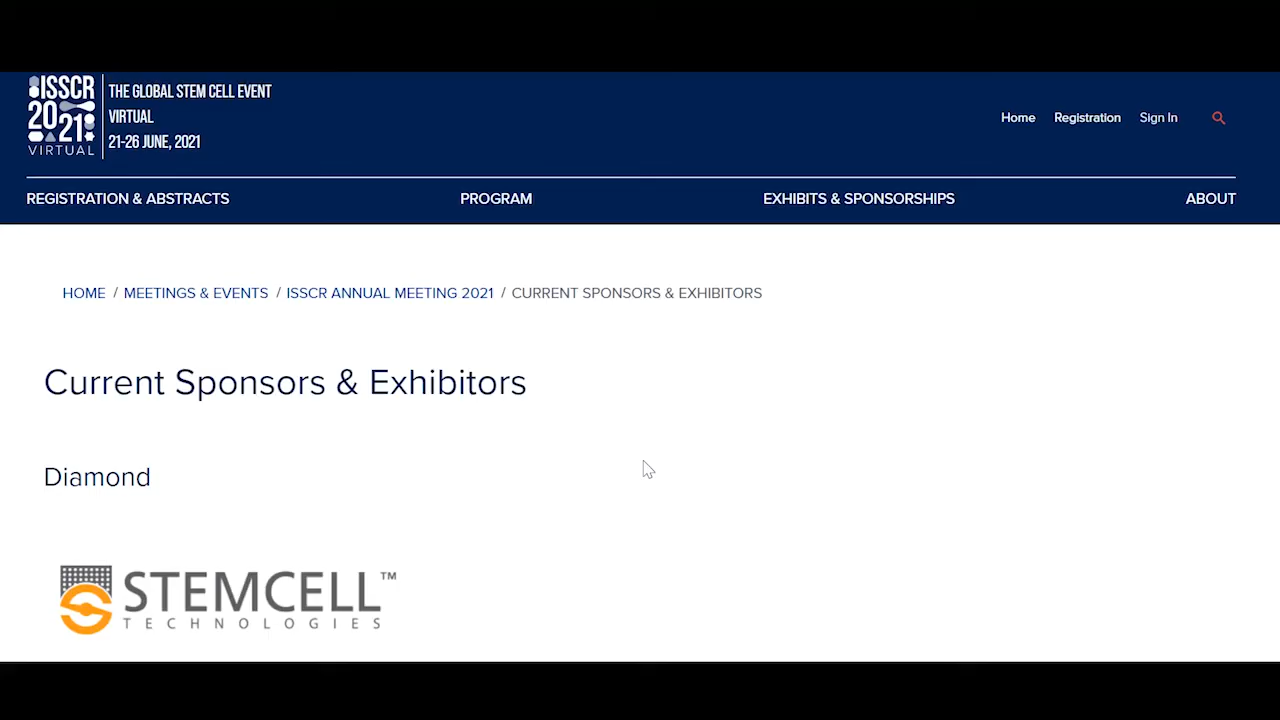 ISSCR
2021
VIRTUAL
THE GLOBAL STEM CELL EVENT
VIRTUAL
21-26 JUNE, 2021
Home Registration Sign In
REGISTRATION & ABSTRACTS PROGRAM EXHIBITS & SPONSORSHIPS ABOUT
HOME / MEETINGS & EVENTS / ISSCR ANNUAL MEETING 2021 / CURRENT SPONSORS & EXHIBITORS
Current Sponsors & Exhibitors
Diamond
STEMCELL™
TECHNOLOGIES